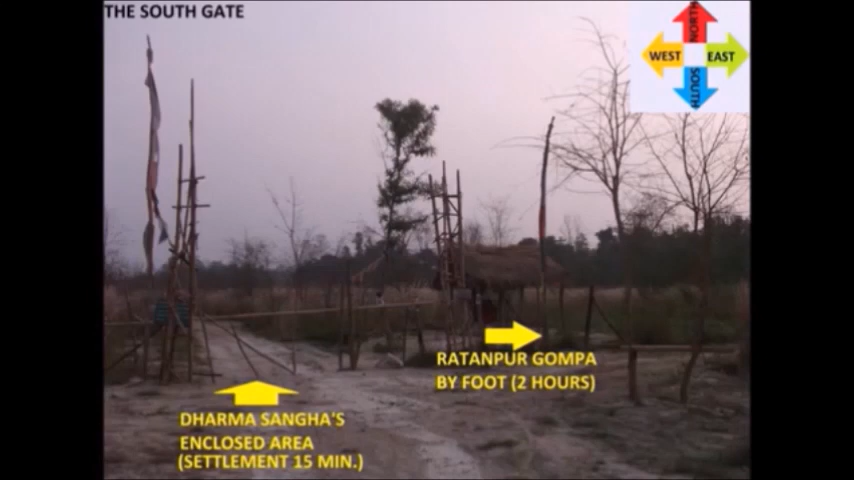 THE SOUTH GATE
NORTH
WEST
EAST
SOUTH
RATANPUR GOMPA
BY FOOT (2 HOURS)
DHARMA SANGHA'S
ENCLOSED AREA
(SETTLEMENT 15 MIN.)